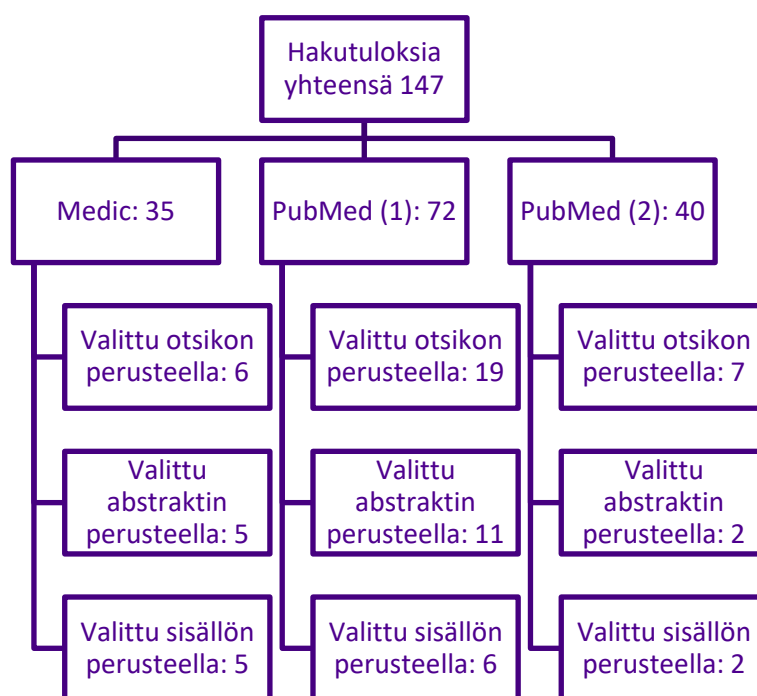 Hakutuloksia
yhteensä 147
Medic: 35
PubMed (1): 72
PubMed (2): 40
Valittu otsikon
perusteella: 6
Valittu otsikon
perusteella: 19
Valittu otsikon
perusteella: 7
Valittu
abstraktin
perusteella: 5
Valittu
abstraktin
perusteella: 11
Valittu
abstraktin
perusteella: 2
Valittu sisällön
perusteella: 5
Valittu sisällön
perusteella: 6
Valittu sisällön
perusteella: 2